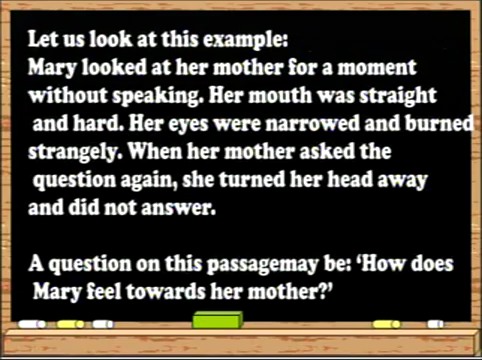 Let us look at this example:
Mary looked at her mother for a moment
without speaking. Her mouth was straight
and hard. Her eyes were narrowed and burned
strangely. When her mother asked the
question again, she turned her head away
and did not answer.
A question on this passagemay be: ‘How does
Mary feel towards her mother?’